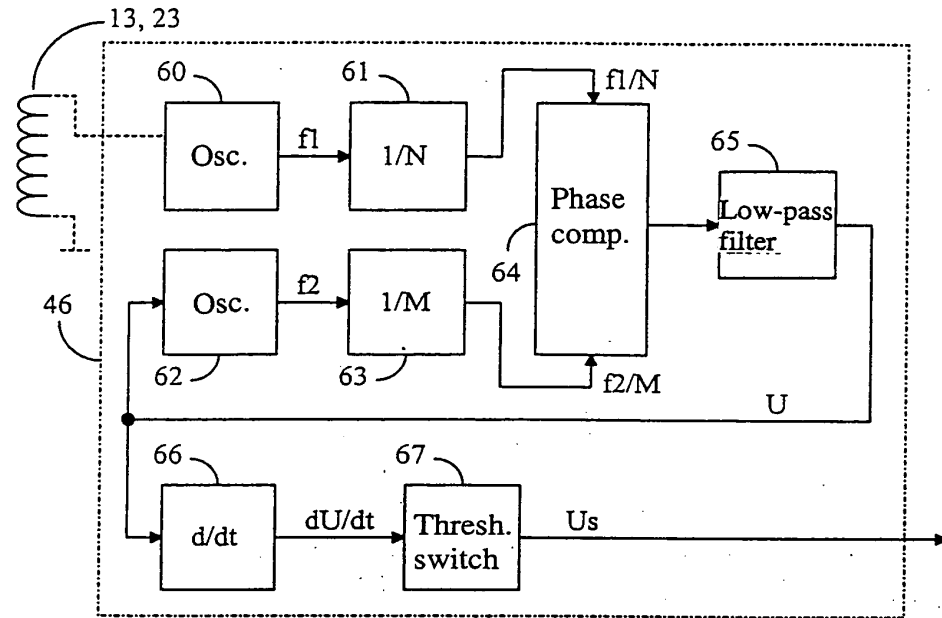 13, 23
60
61
f1/N
Osc.
f1
1/N
65
Phase
comp.
Low-pass
filter
64
f2
Osc.
1/M
46
62
63
f2/M
U
66
67
d/dt
dU/dt
Thresh.
switch
Us